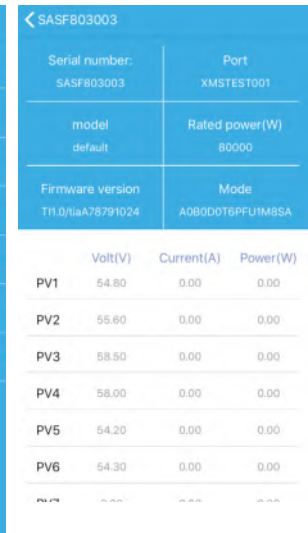 SASF803003
Serial number: Port
SASF803003 XMSTEST001
model Rated power(W)
default 80000
Firmware version Mode
TI1.0/tiaA78791024 A0B0D0T6PFU1M8SA
Volt(V) Current(A) Power(W)
PV1 54.80 0.00 0.00
PV2 55.60 0.00 0.00
PV3 58.50 0.00 0.00
PV4 58.00 0.00 0.00
PV5 54.20 0.00 0.00
PV6 54.30 0.00 0.00